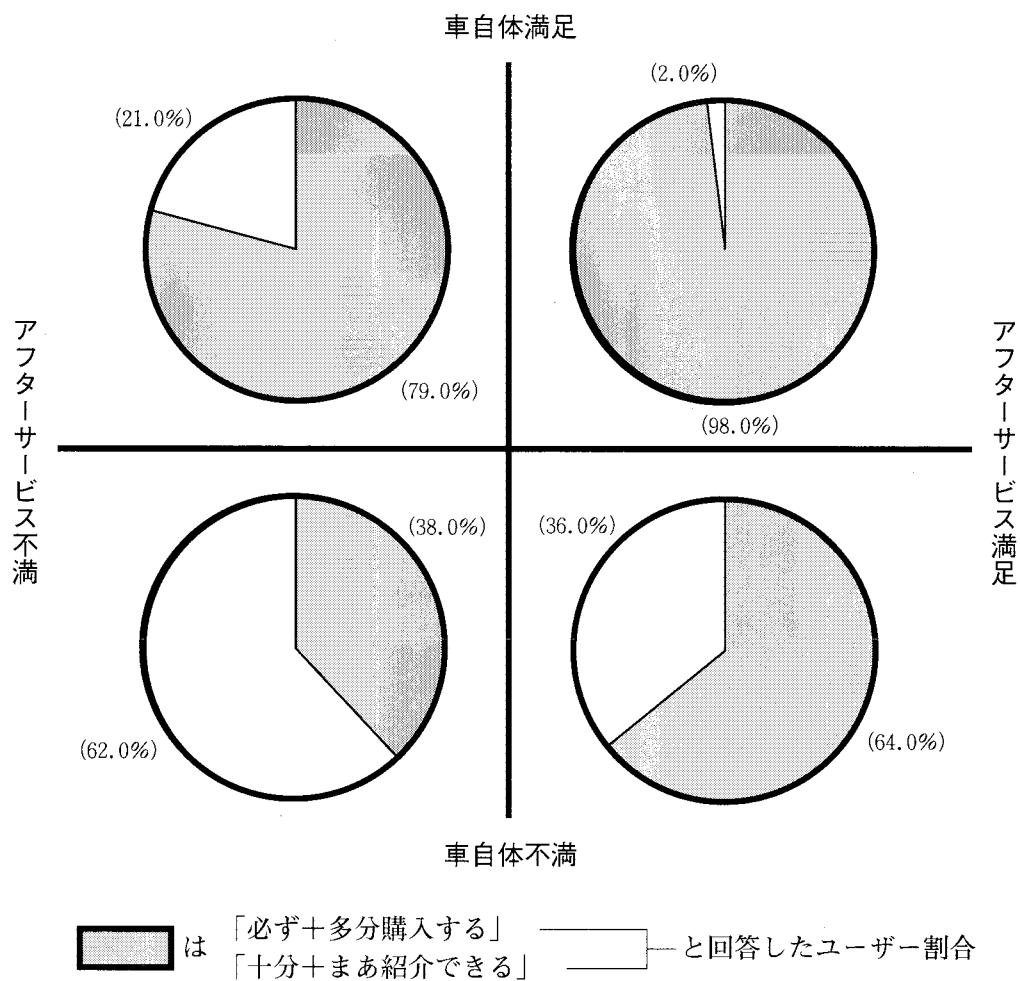 車自体満足
(21.0%)
(2.0%)
(79.0%)
(98.0%)
アフターサービス不満
アフターサービス満足
(38.0%)
(36.0%)
(62.0%)
(64.0%)
車自体不満
は
「必ず＋多分購入する」
「十分＋まあ紹介できる」
と回答したユーザー割合